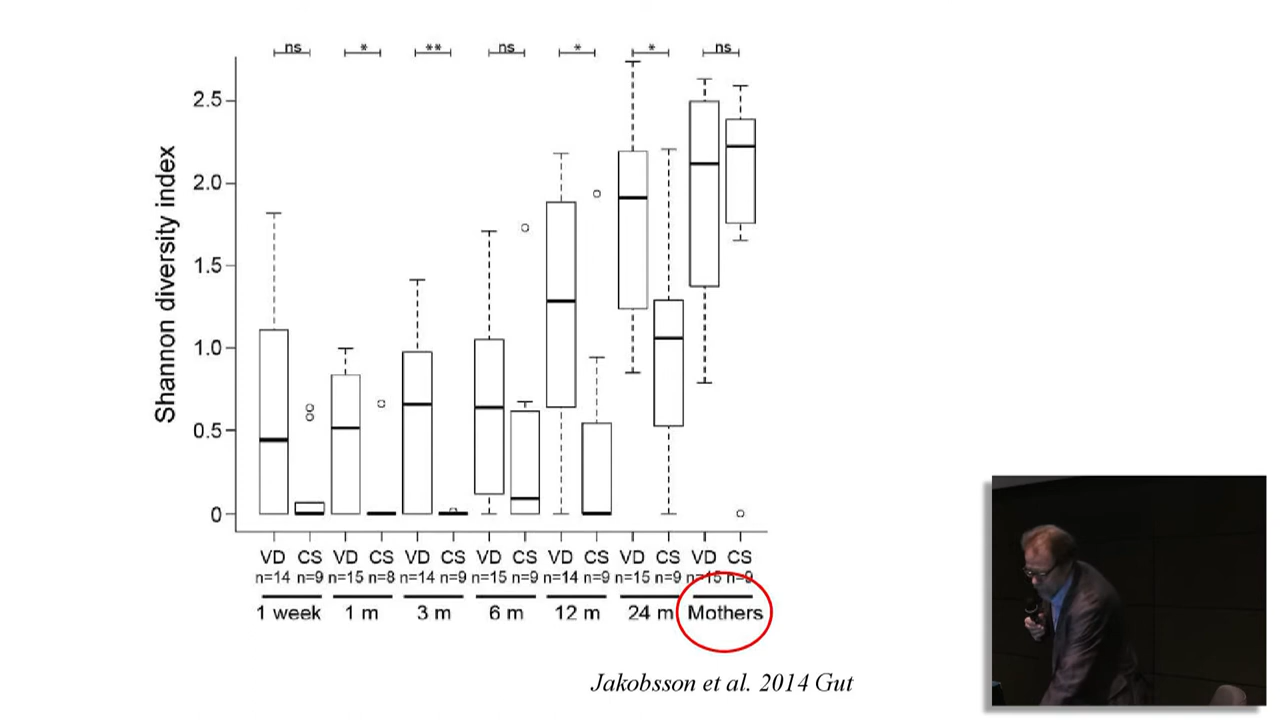 ns * ** ns * * ns
Shannon diversity index
2.5
2.0
1.5
1.0
0.5
0
VD CS VD CS VD CS VD CS VD CS VD CS VD CS
n=14 n=9 n=15 n=8 n=14 n=9 n=15 n=9 n=14 n=9 n=15 n=9 n=15 n=9
1 week 1 m 3 m 6 m 12 m 24 m Mothers
Jakobsson et al. 2014 Gut